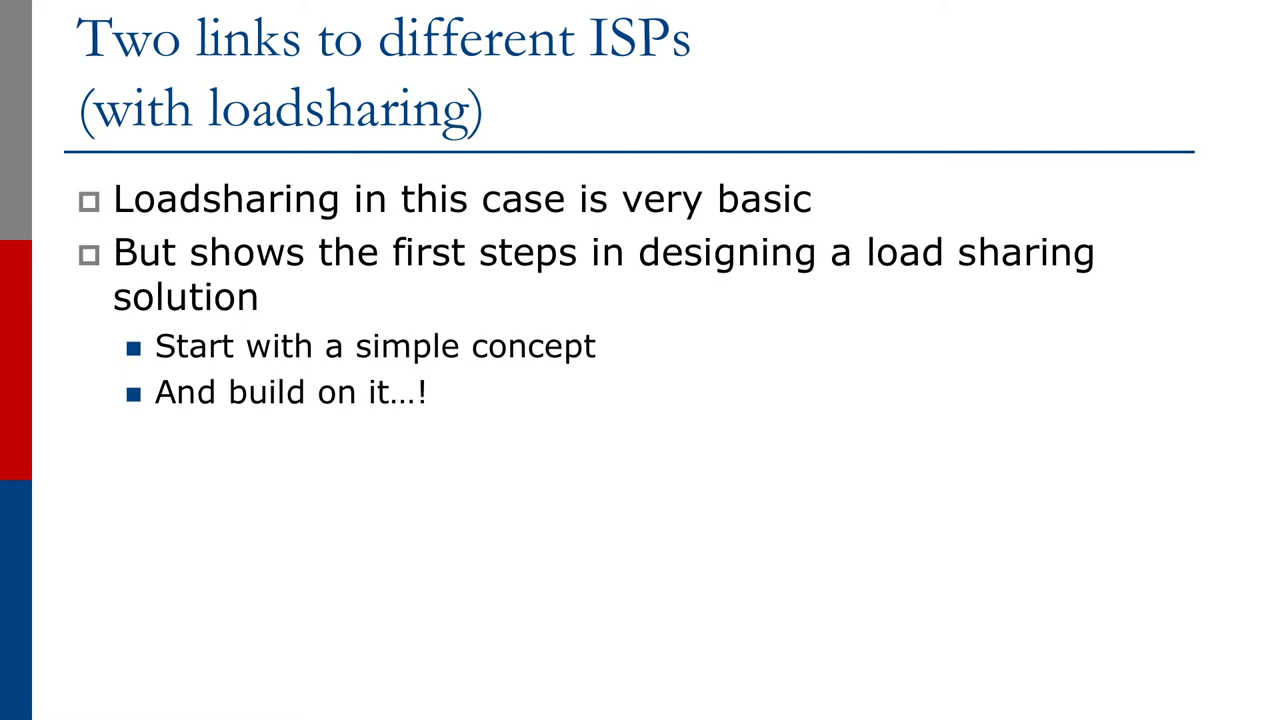 Two links to different ISPs
(with loadsharing)
Loadsharing in this case is very basic
But shows the first steps in designing a load sharing
solution
Start with a simple concept
And build on it…!